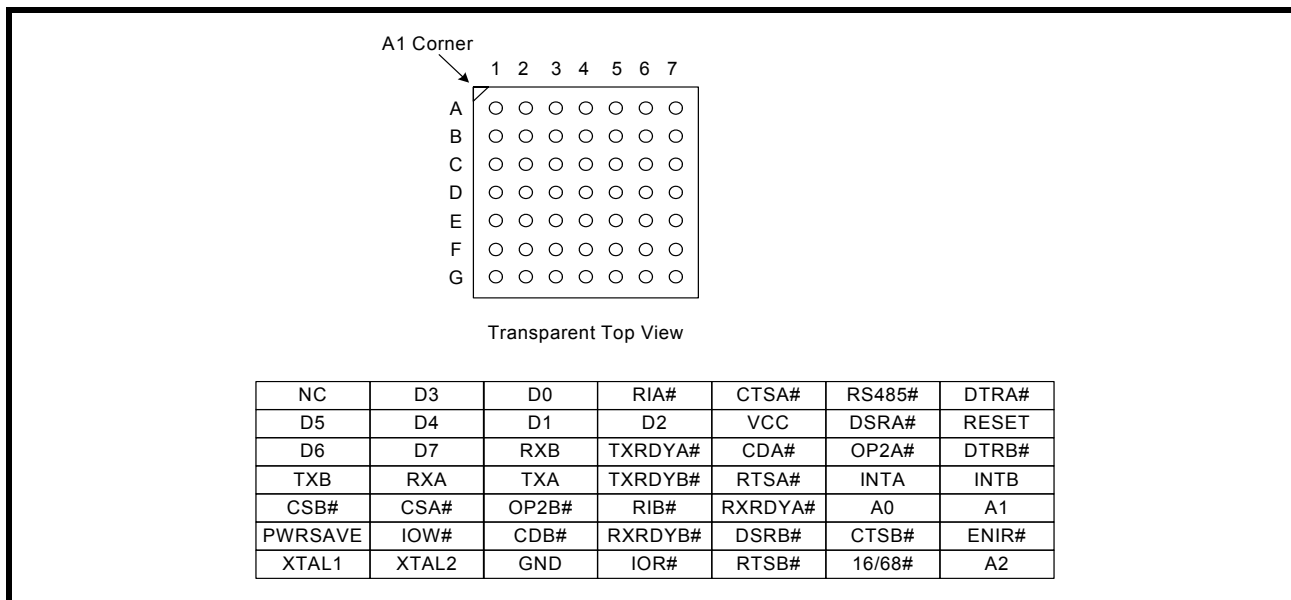 A1 Corner
1 2 3 4 5 6 7
A
B
C
D
E
F
G
Transparent Top View
NC D3 D0 RIA# CTSA# RS485# DTRA#
D5 D4 D1 D2 VCC DSRA# RESET
D6 D7 RXB TXRDYA# CDA# OP2A# DTRB#
TXB RXA TXA TXRDYB# RTSA# INTA INTB
CSB# CSA# OP2B# RIB# RXRDYA# A0 A1
PWRSAVE IOW# CDB# RXRDYB# DSRB# CTSB# ENIR#
XTAL1 XTAL2 GND IOR# RTSB# 16/68# A2